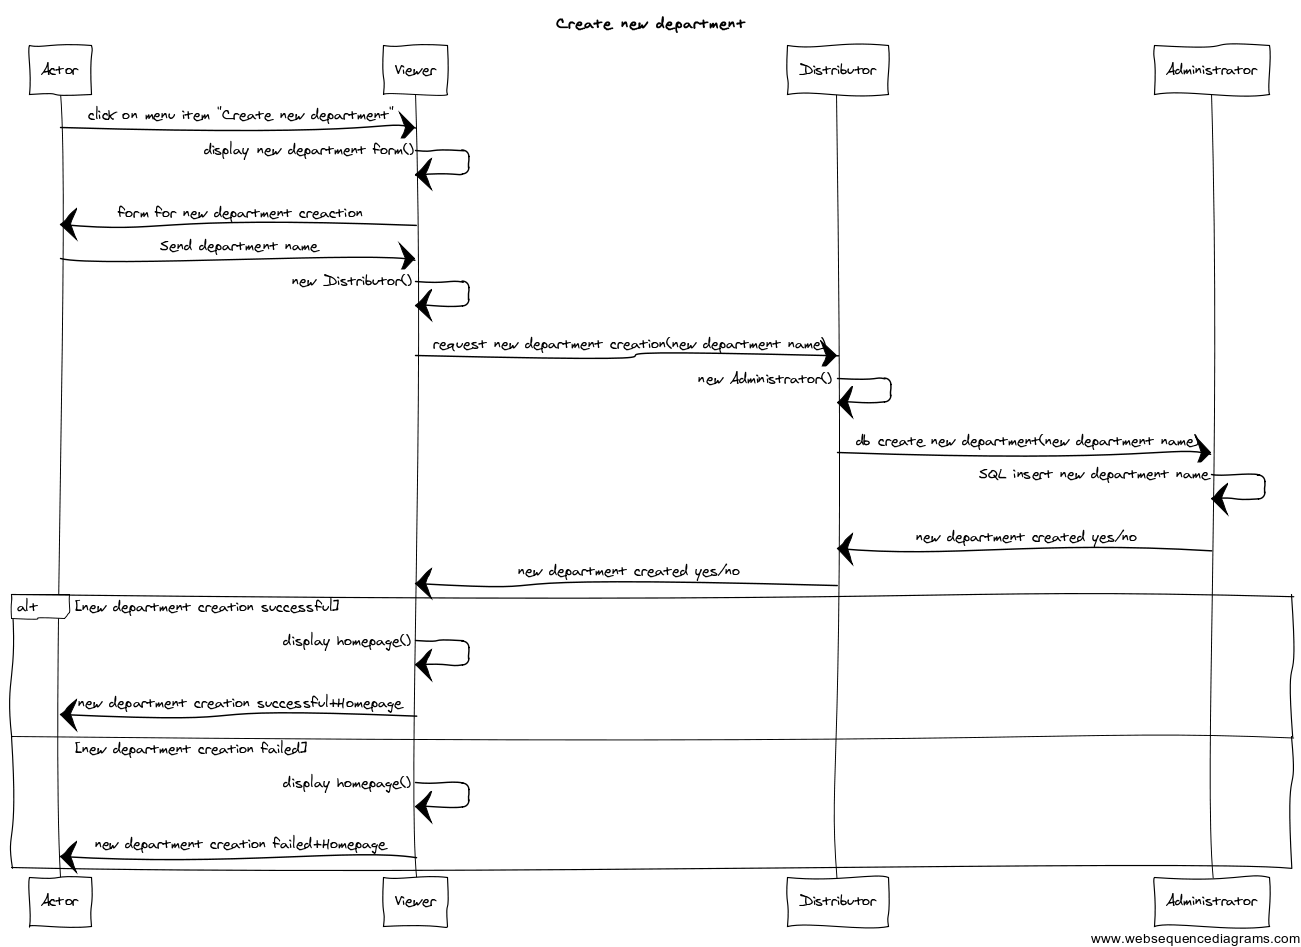 Create new department
Actor
Viewer
Distributor
Administrator
click on menu item "Create new department"
display new department form()
form for new department creaction
Send department name
new Distributor()
request new department creation(new department name)
new Administrator()
db create new department(new department name)
SQL insert new department name
new department created yes/no
new department created yes/no
alt [new department creation successful]
display homepage()
new department creation successful+Homepage
[new department creation failed]
display homepage()
new department creation failed+Homepage
Actor
Viewer
Distributor
Administrator
www.websequencediagrams.com